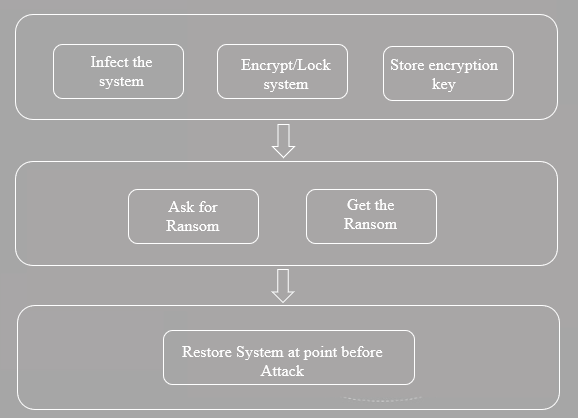 Infect the
system
Encrypt/Lock
system
Store encryption
key
Ask for
Ransom
Get the
Ransom
Restore System at point before
Attack